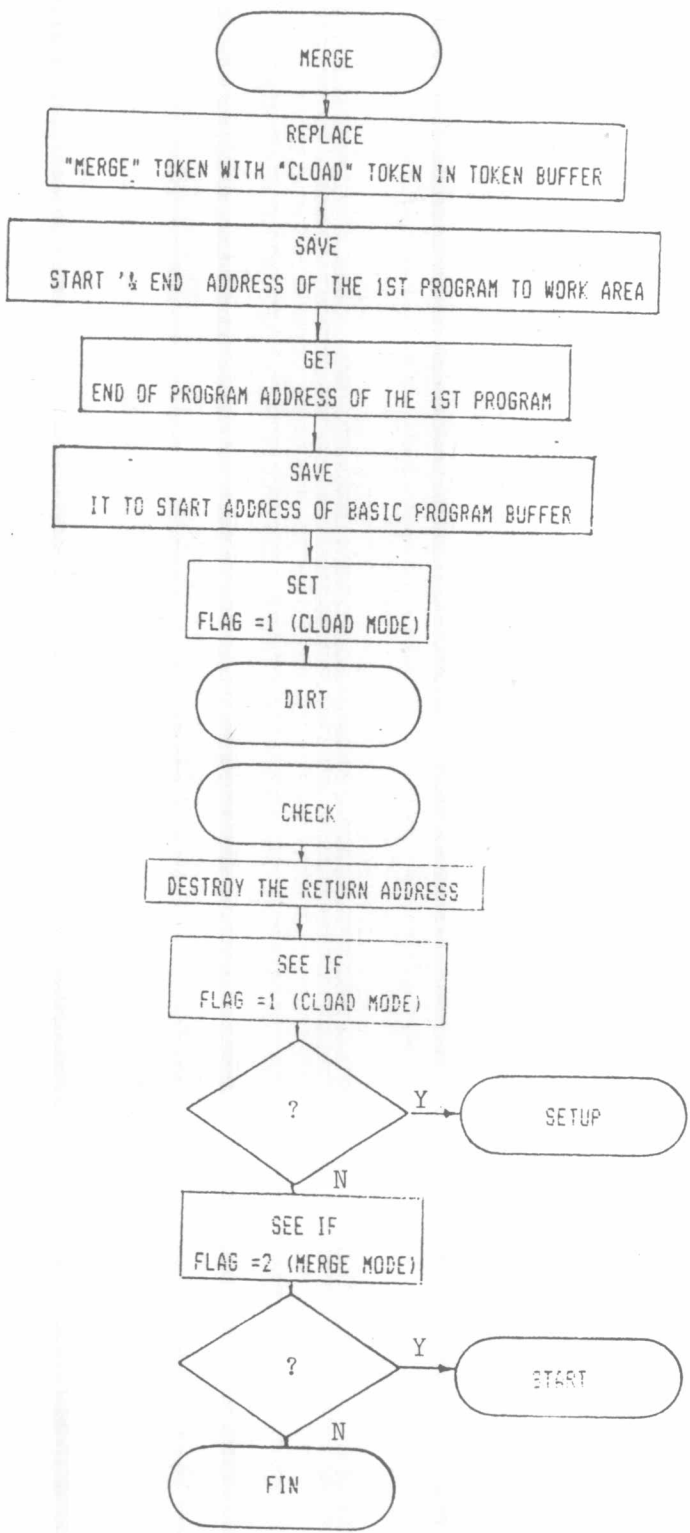 MERGE
REPLACE
"MERGE" TOKEN WITH "CLOAD" TOKEN IN TOKEN BUFFER
SAVE
START '& END ADDRESS OF THE 1ST PROGRAM TO WORK AREA
GET
END OF PROGRAM ADDRESS OF THE 1ST PROGRAM
SAVE
IT TO START ADDRESS OF BASIC PROGRAM BUFFER
SET
FLAG =1 (CLOAD MODE)
DIRT
CHECK
DESTROY THE RETURN ADDRESS
SEE IF
FLAG =1 (CLOAD MODE)
?
Y
SETUP
N
SEE IF
FLAG =2 (MERGE MODE)
?
Y
START
N
FIN